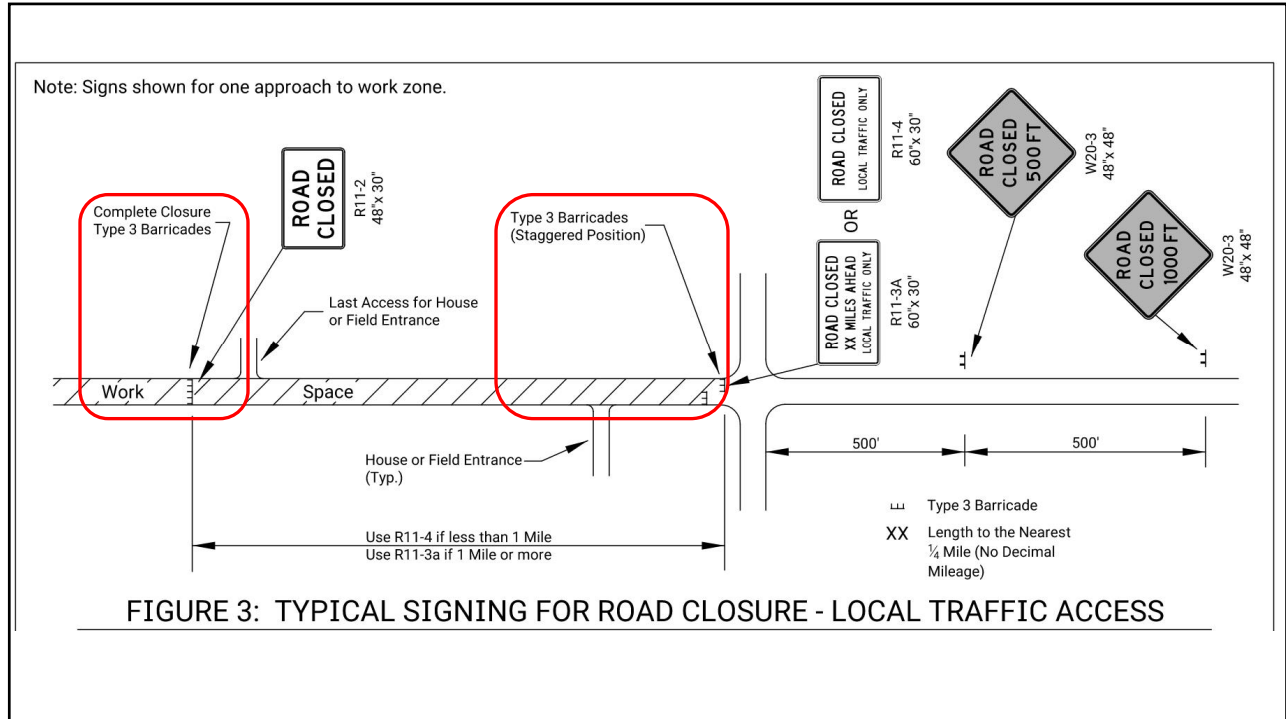 Note: Signs shown for one approach to work zone.
ROAD CLOSED
LOCAL TRAFFIC ONLY
R11-4
60"x 30"
OR
ROAD CLOSED
XX MILES AHEAD
LOCAL TRAFFIC ONLY
R11-3A
60"x 30"
ROAD
CLOSED
500 FT
W20-3
48"x 48"
ROAD
CLOSED
1000 FT
W20-3
48"x 48"
ROAD
CLOSED
R11-2
48"x 30"
Complete Closure
Type 3 Barricades
Type 3 Barricades
(Staggered Position)
Last Access for House
or Field Entrance
Work
Space
House or Field Entrance
(Typ.)
500'
500'
Type 3 Barricade
XX Length to the Nearest
¼ Mile (No Decimal
Mileage)
Use R11-4 if less than 1 Mile
Use R11-3a if 1 Mile or more
FIGURE 3: TYPICAL SIGNING FOR ROAD CLOSURE - LOCAL TRAFFIC ACCESS